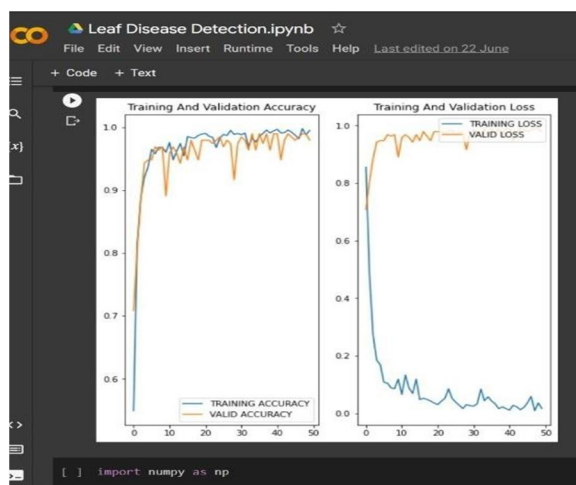 CO
Leaf Disease Detection.ipynb
File Edit View Insert Runtime Tools Help Last edited on 22 June
+ Code + Text
{x}
Training And Validation Accuracy
1.0
0.9
0.8
0.7
0.6
TRAINING ACCURACY
VALID ACCURACY
0 10 20 30 40 50
Training And Validation Loss
TRAINING LOSS
VALID LOSS
1.0
0.8
0.6
0.4
0.2
0.0
0 10 20 30 40 50
[ ] import numpy as np